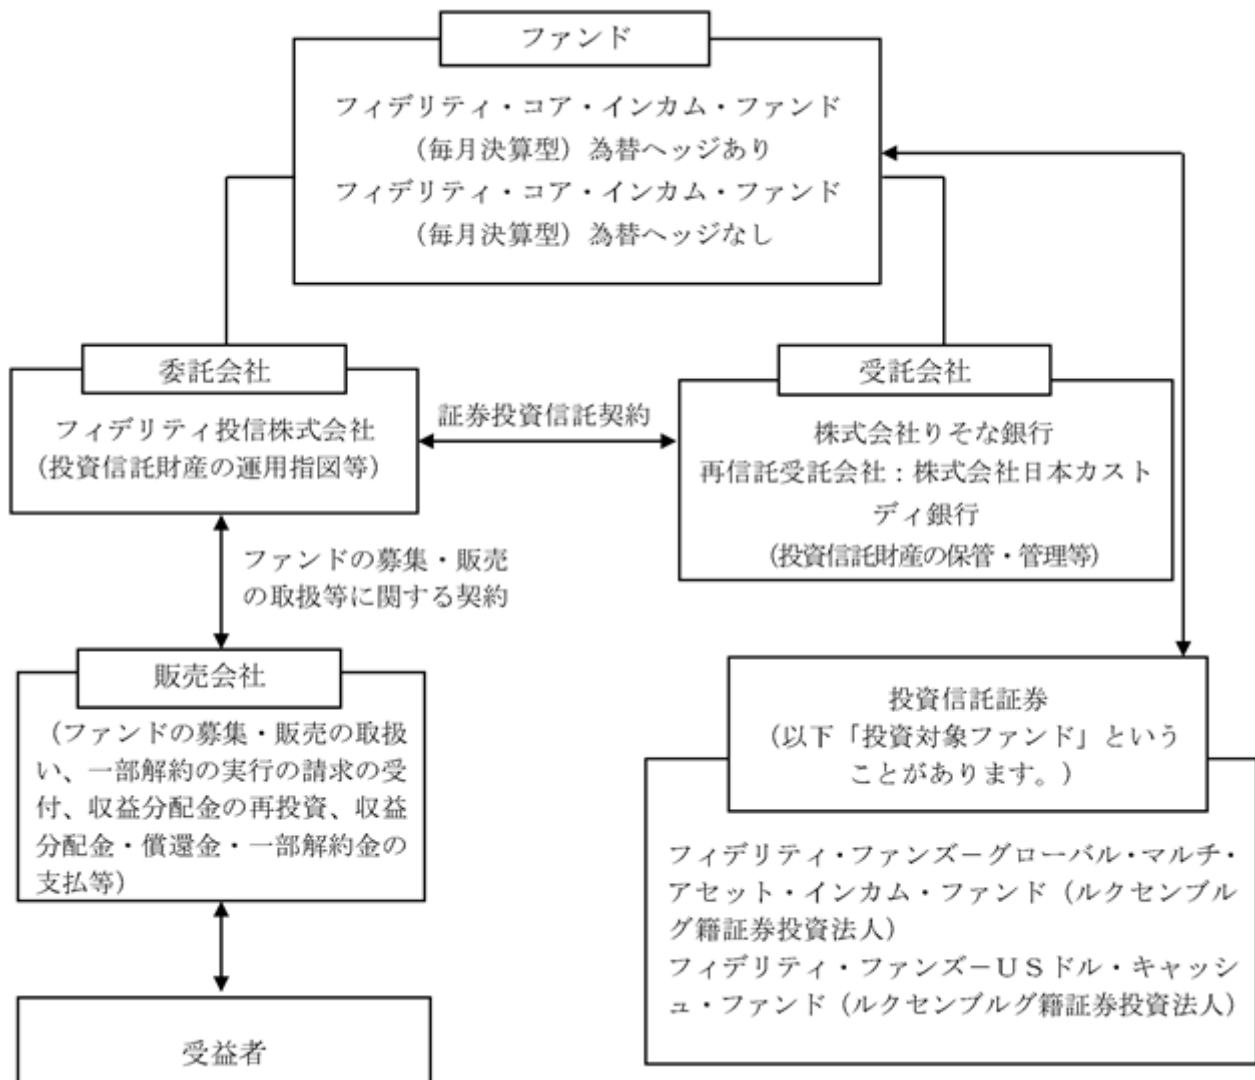 ファンド
フィデリティ・コア・インカム・ファンド
（毎月決算型）為替ヘッジあり
フィデリティ・コア・インカム・ファンド
（毎月決算型）為替ヘッジなし
委託会社
フィデリティ投信株式会社
（投資信託財産の運用指図等）
証券投資信託契約
受託会社
株式会社りそな銀行
再信託受託会社：株式会社日本カスト
ディ銀行
（投資信託財産の保管・管理等）
ファンドの募集・販売
の取扱等に関する契約
販売会社
（ファンドの募集・販売の取扱
い、一部解約の実行の請求の受
付、収益分配金の再投資、収益
分配金・償還金・一部解約金の
支払等）
受益者
投資信託証券
（以下「投資対象ファンド」という
ことがあります。）
フィデリティ・ファンズ－グローバル・マルチ・
アセット・インカム・ファンド（ルクセンブル
グ籍証券投資法人）
フィデリティ・ファンズ－ＵＳドル・キャッシ
ュ・ファンド（ルクセンブルグ籍証券投資法人）